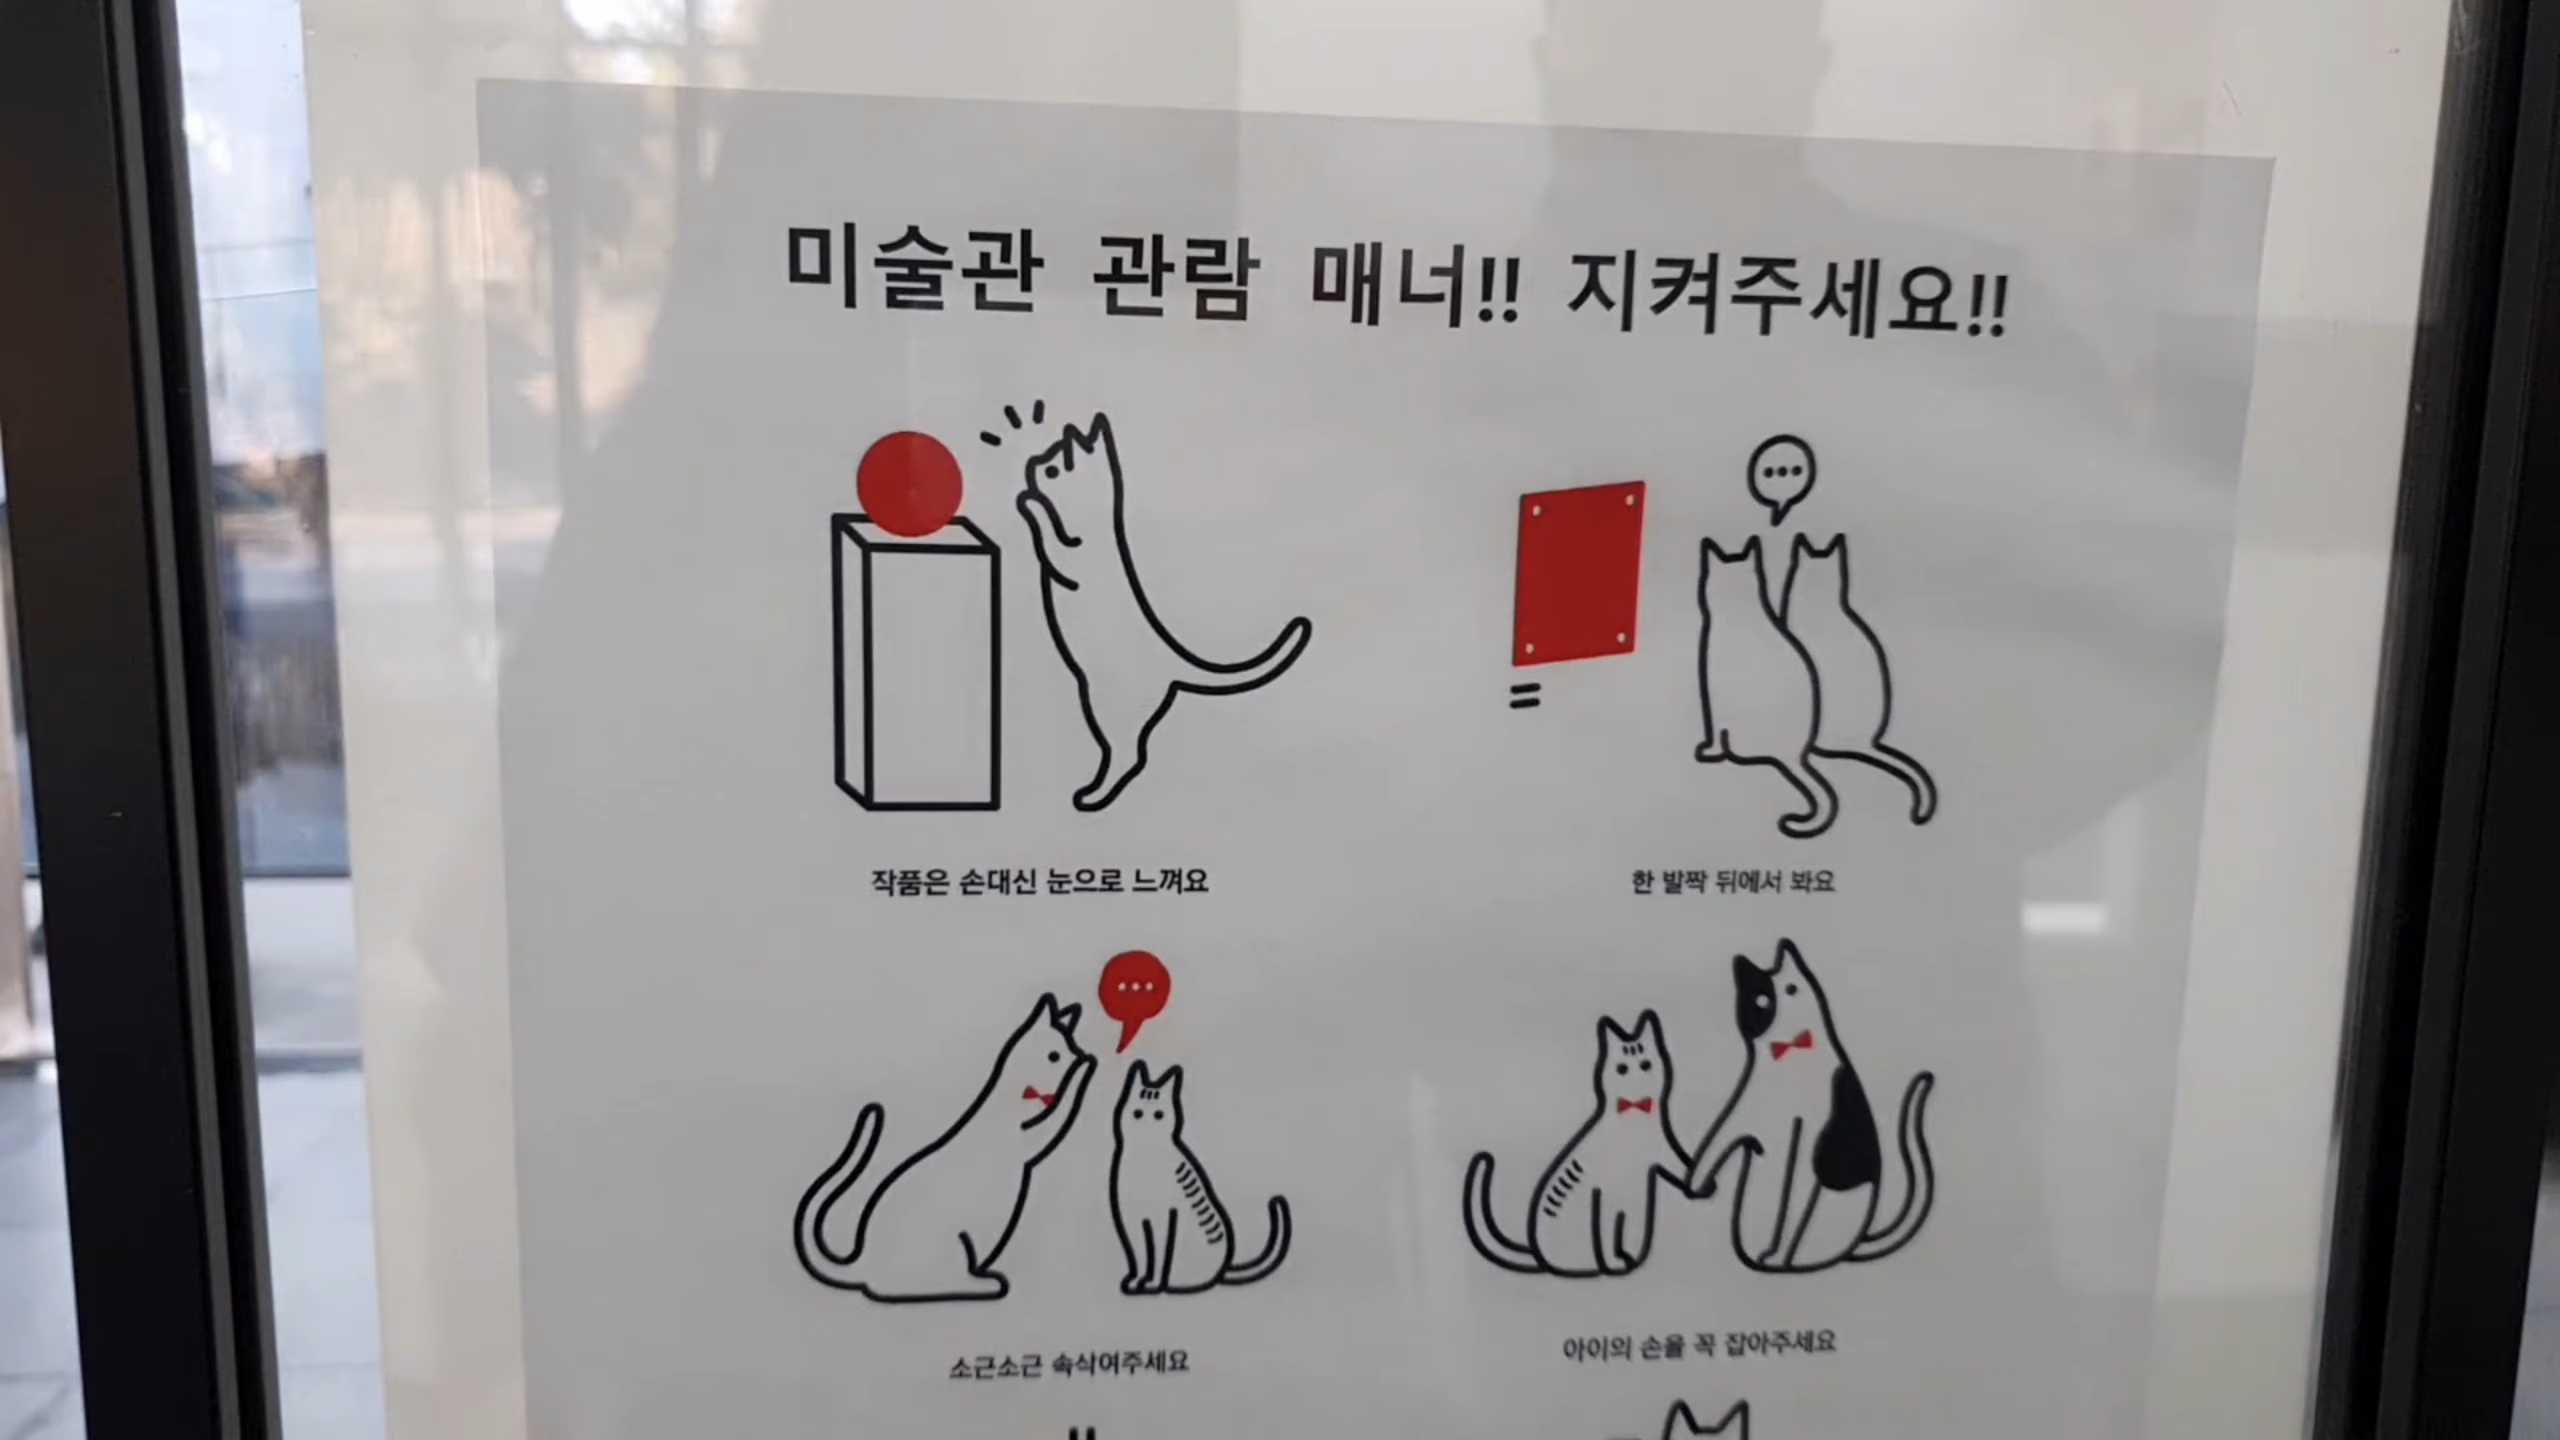 미술관 관람 매너!! 지켜주세요!!
작품은 손대신 눈으로 느껴요
한 발짝 뒤에서 봐요
소근소근 속삭여주세요
아이의 손을 꼭 잡아주세요